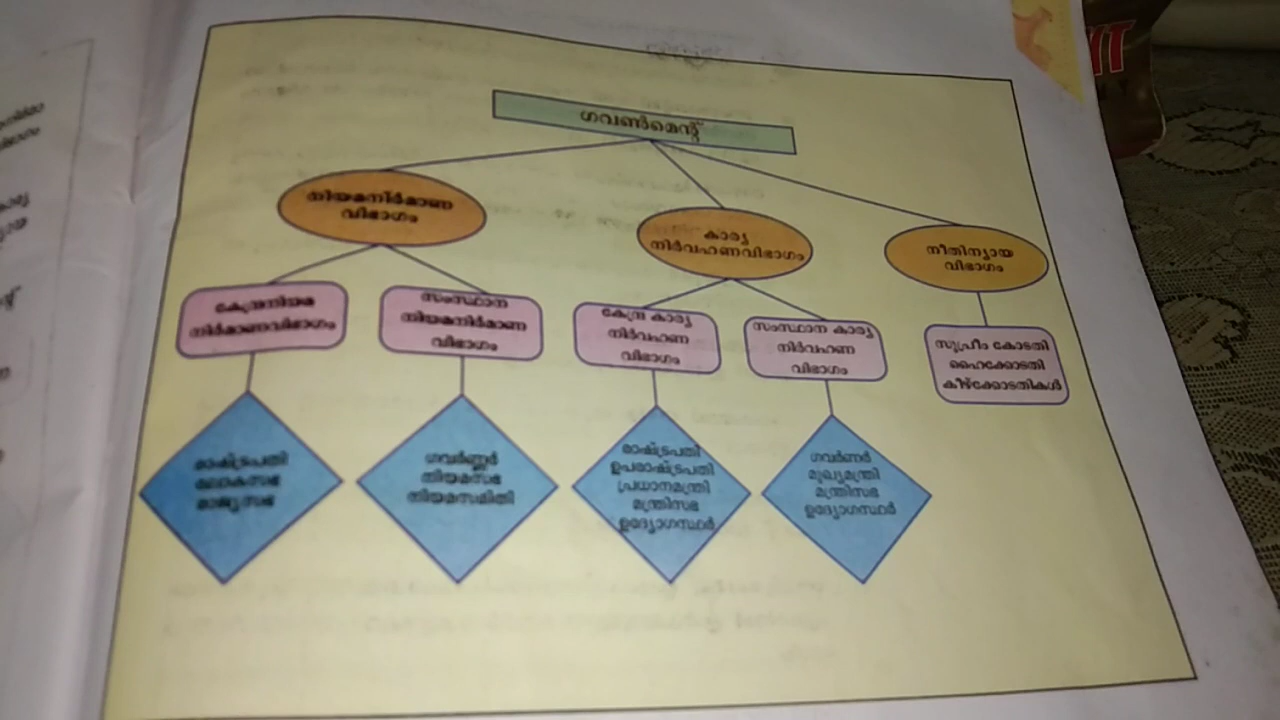 ഗവൺമെന്റ്
നിയമനിർമാണ
വിഭാഗം
കാര്യ
നിർവഹണവിഭാഗം
നീതിന്യായ
വിഭാഗം
കേന്ദ്രനിയമ
നിർമാണവിഭാഗം
സംസ്ഥാന
നിയമനിർമാണ
വിഭാഗം
കേന്ദ്ര കാര്യ
നിർവഹണ
വിഭാഗം
സംസ്ഥാന കാര്യ
നിർവഹണ
വിഭാഗം
സുപ്രീം കോടതി
ഹൈക്കോടതി
കീഴ്ക്കോടതികൾ
രാഷ്ട്രപതി
ലോകസഭ
രാജ്യസഭ
ഗവർണ്ണർ
നിയമസഭ
നിയമസമിതി
രാഷ്ട്രപതി
ഉപരാഷ്ട്രപതി
പ്രധാനമന്ത്രി
മന്ത്രിസഭ
ഉദ്യോഗസ്ഥർ
ഗവർണർ
മുഖ്യമന്ത്രി
മന്ത്രിസഭ
ഉദ്യോഗസ്ഥർ